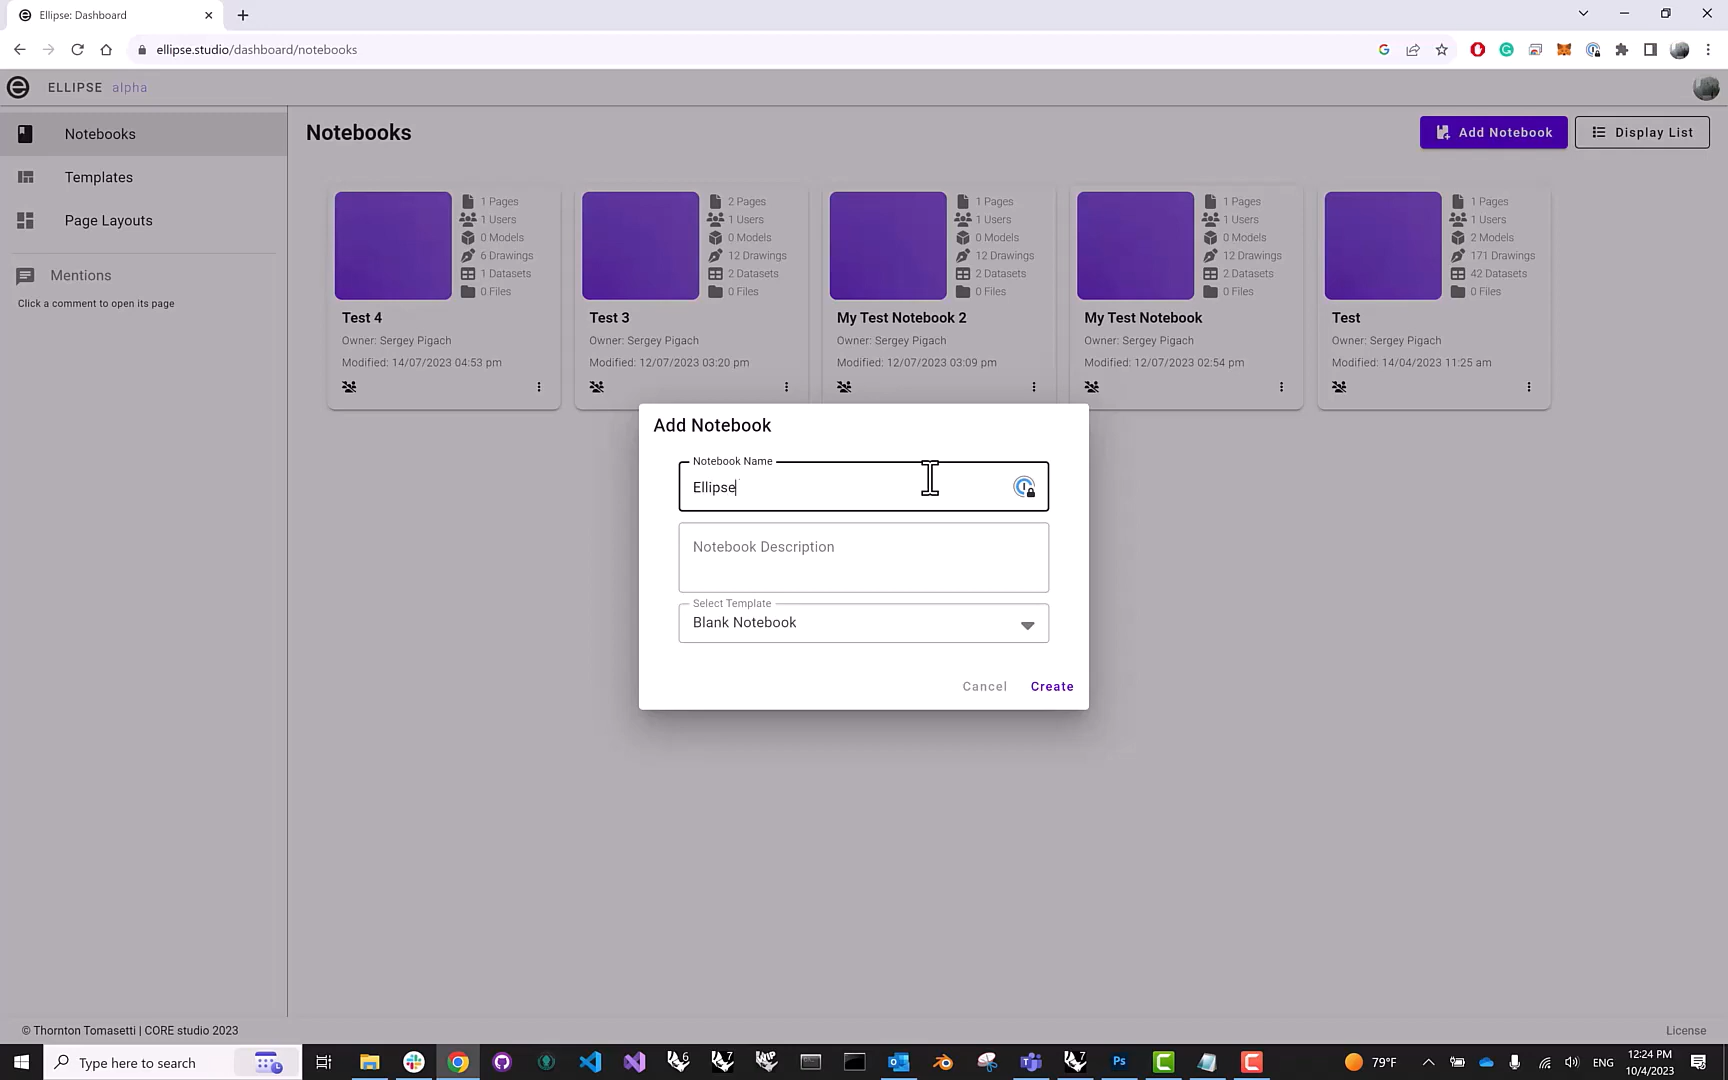 Ellipse: Dashboard
ellipse.studio/dashboard/notebooks
ELLIPSE alpha
Notebooks
Templates
Page Layouts
Mentions
Click a comment to open its page
Notebooks
Add Notebook
Display List
1 Pages
1 Users
0 Models
6 Drawings
1 Datasets
0 Files
Test 4
Owner: Sergey Pigach
Modified: 14/07/2023 04:53 pm
2 Pages
1 Users
0 Models
12 Drawings
2 Datasets
0 Files
Test 3
Owner: Sergey Pigach
Modified: 12/07/2023 03:20 pm
1 Pages
1 Users
0 Models
12 Drawings
2 Datasets
0 Files
My Test Notebook 2
Owner: Sergey Pigach
Modified: 12/07/2023 03:09 pm
1 Pages
1 Users
0 Models
12 Drawings
2 Datasets
0 Files
My Test Notebook
Owner: Sergey Pigach
Modified: 12/07/2023 02:54 pm
1 Pages
1 Users
2 Models
171 Drawings
42 Datasets
0 Files
Test
Owner: Sergey Pigach
Modified: 14/04/2023 11:25 am
Add Notebook
Notebook Name
Ellipse
Notebook Description
Select Template
Blank Notebook
Cancel
Create
© Thornton Tomasetti | CORE studio 2023
License
Type here to search
6
7
WIP
7
Ps
79°F
ENG
12:24 PM
10/4/2023